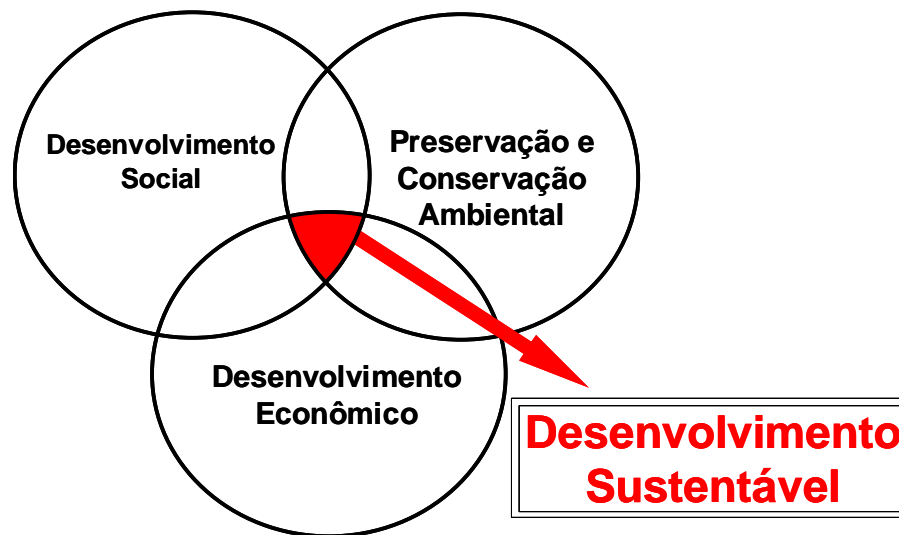 Desenvolvimento
Social
Preservação e
Conservação
Ambiental
Desenvolvimento
Econômico
Desenvolvimento
Sustentável